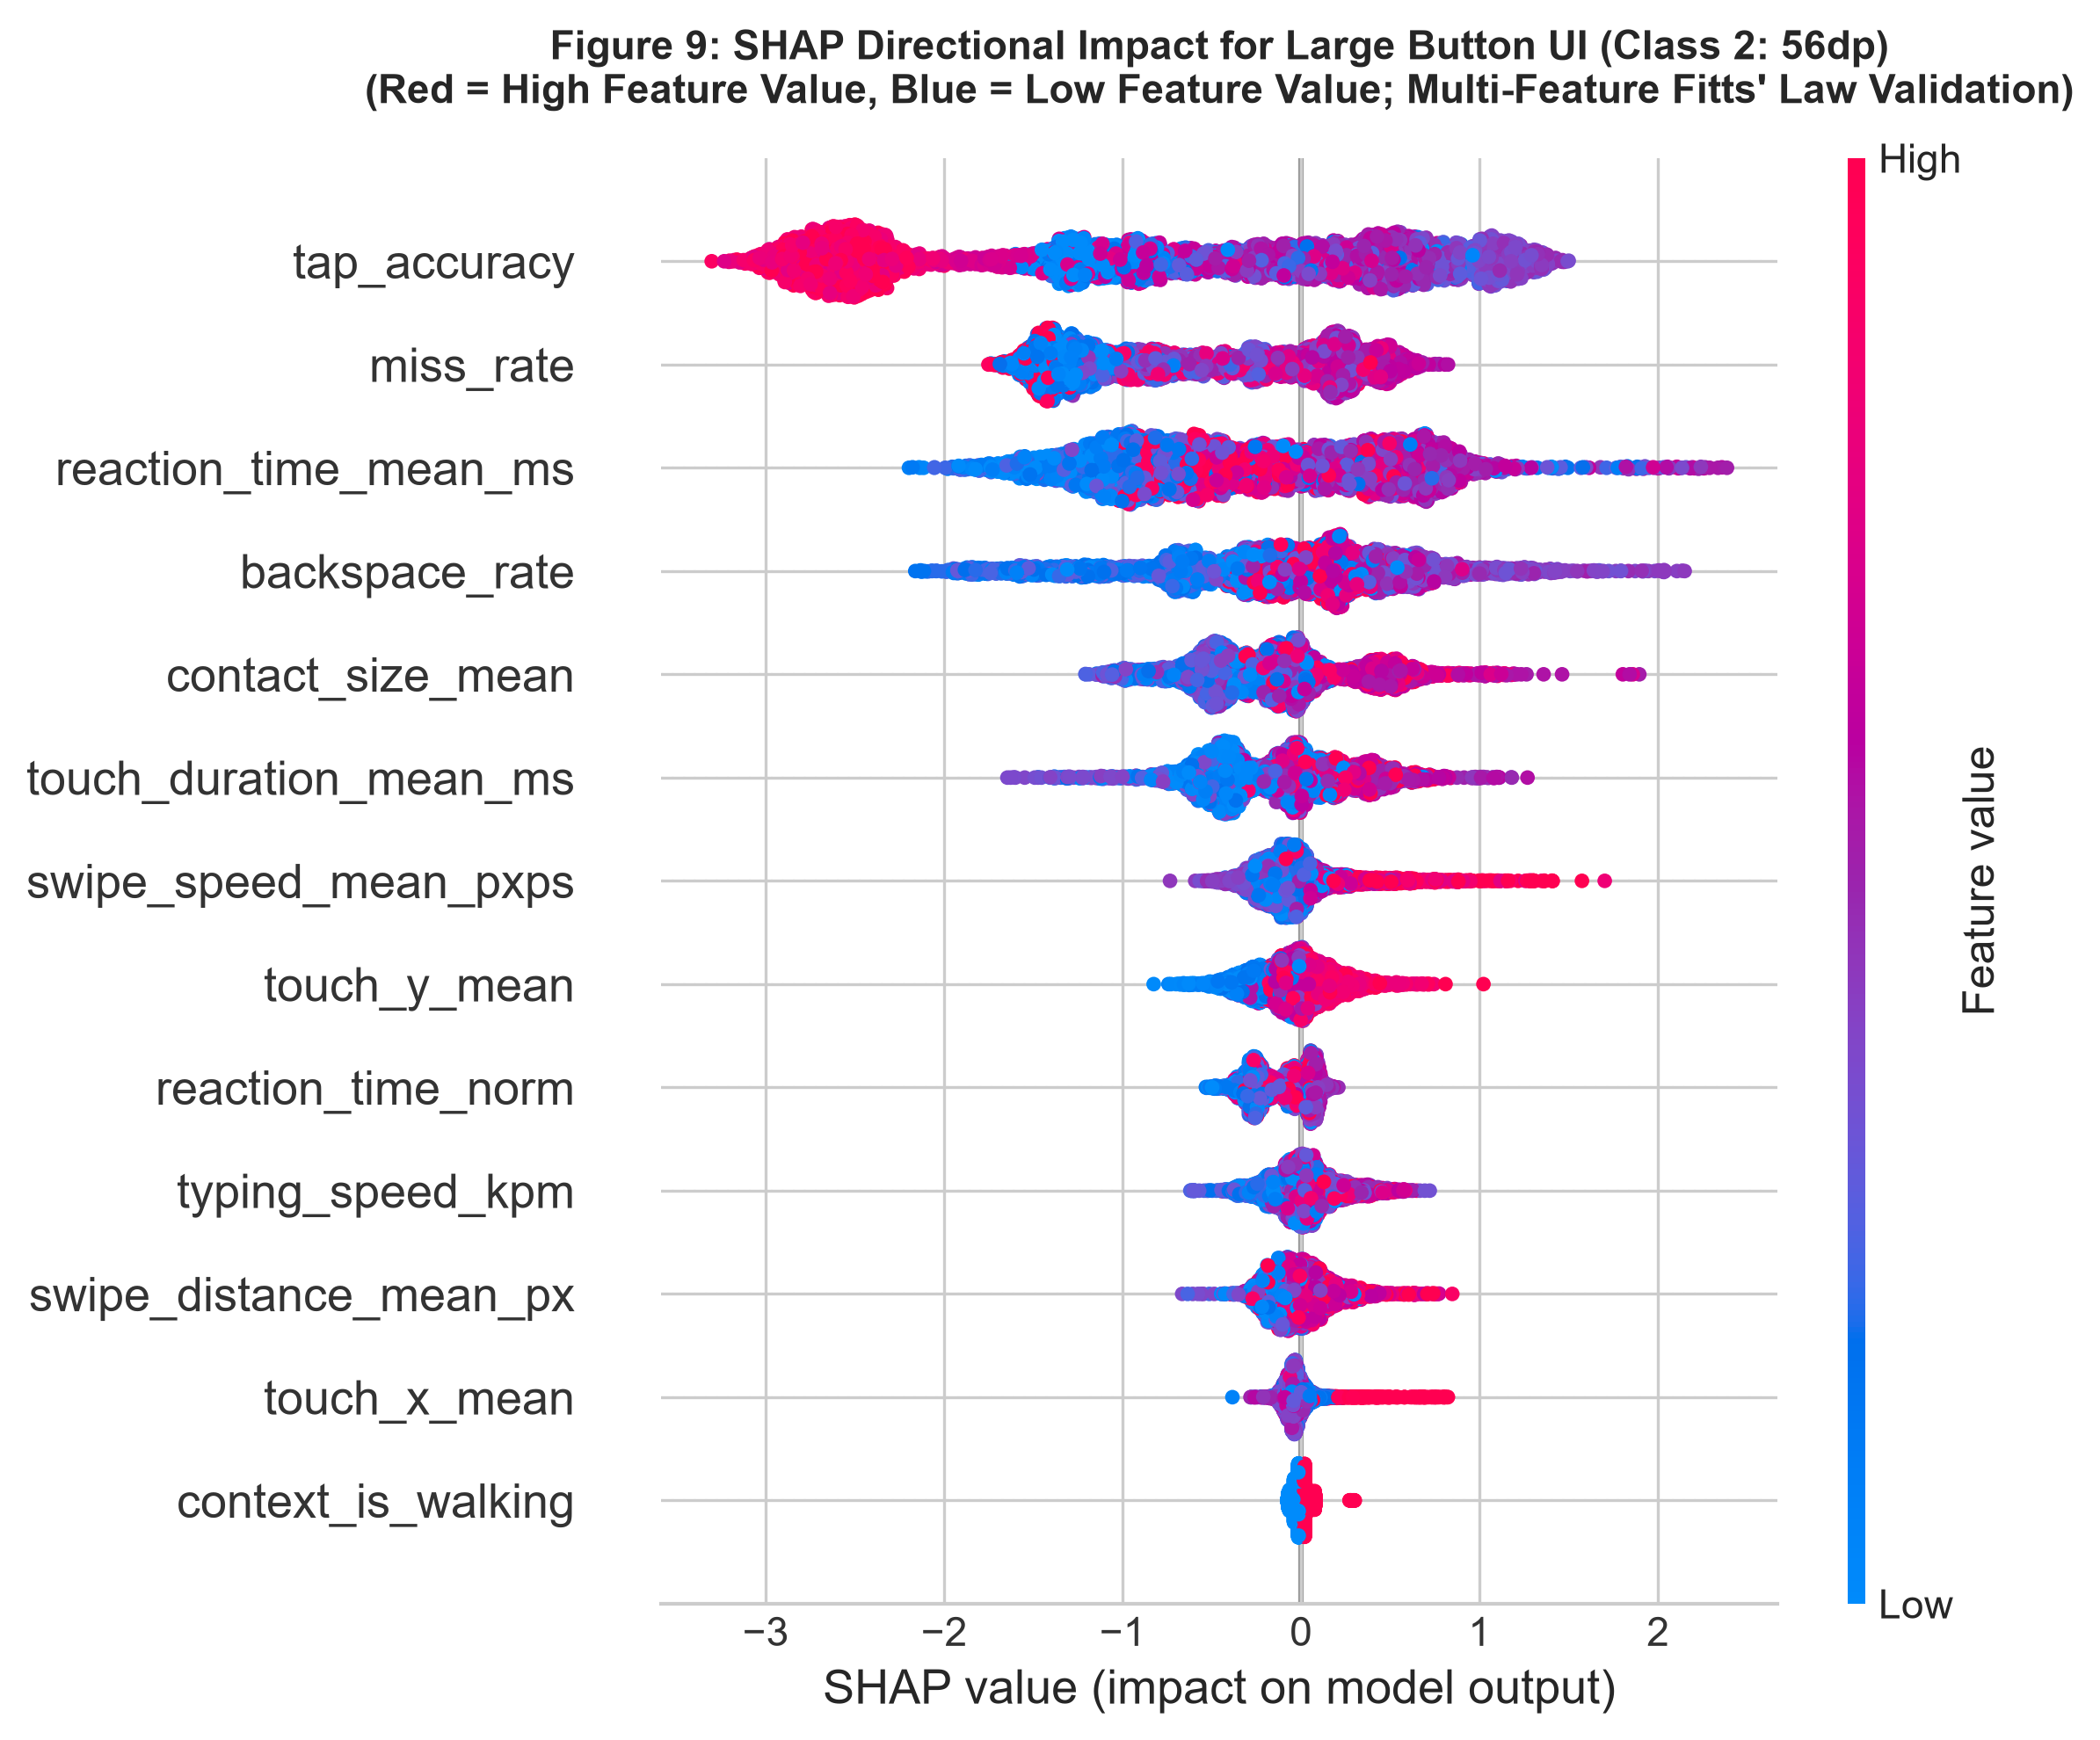 Figure 9: SHAP Directional Impact for Large Button UI (Class 2: 56dp)
(Red = High Feature Value, Blue = Low Feature Value; Multi-Feature Fitts' Law Validation)
High
tap_accuracy
miss_rate
reaction_time_mean_ms
backspace_rate
contact_size_mean
touch_duration_mean_ms
swipe_speed_mean_pxps
touch_y_mean
reaction_time_norm
typing_speed_kpm
swipe_distance_mean_px
touch_x_mean
context_is_walking
Feature value
Low
−3 −2 −1 0 1 2
SHAP value (impact on model output)